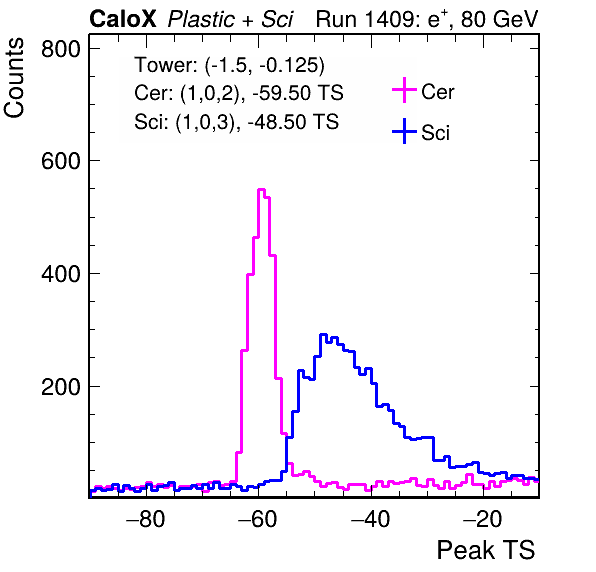 CaloX Plastic + Sci Run 1409: e+, 80 GeV
Counts
800
600
400
200
Tower: (-1.5, -0.125)
Cer: (1,0,2), -59.50 TS
Sci: (1,0,3), -48.50 TS
Cer
Sci
−80 −60 −40 −20
Peak TS